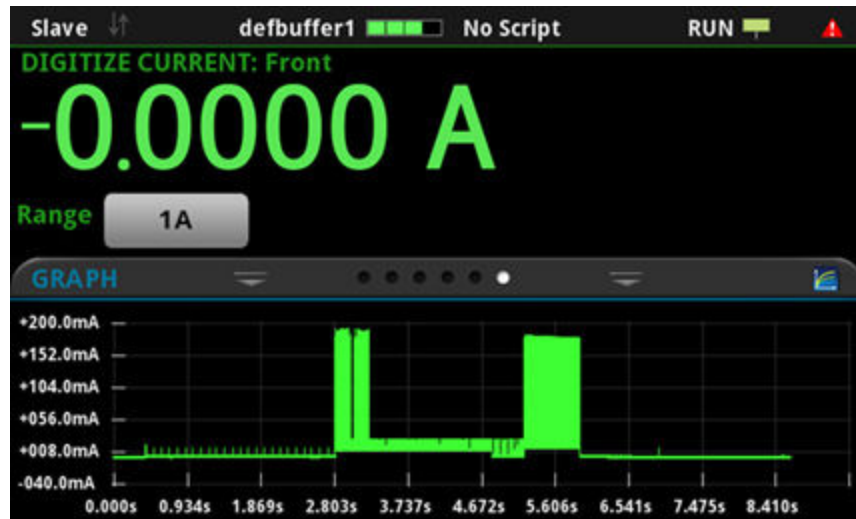 Slave defbuffer1 No Script RUN
DIGITIZE CURRENT: Front
-0.0000 A
Range 1A
GRAPH
+200.0mA
+152.0mA
+104.0mA
+056.0mA
+008.0mA
-040.0mA
0.000s 0.934s 1.869s 2.803s 3.737s 4.672s 5.606s 6.541s 7.475s 8.410s